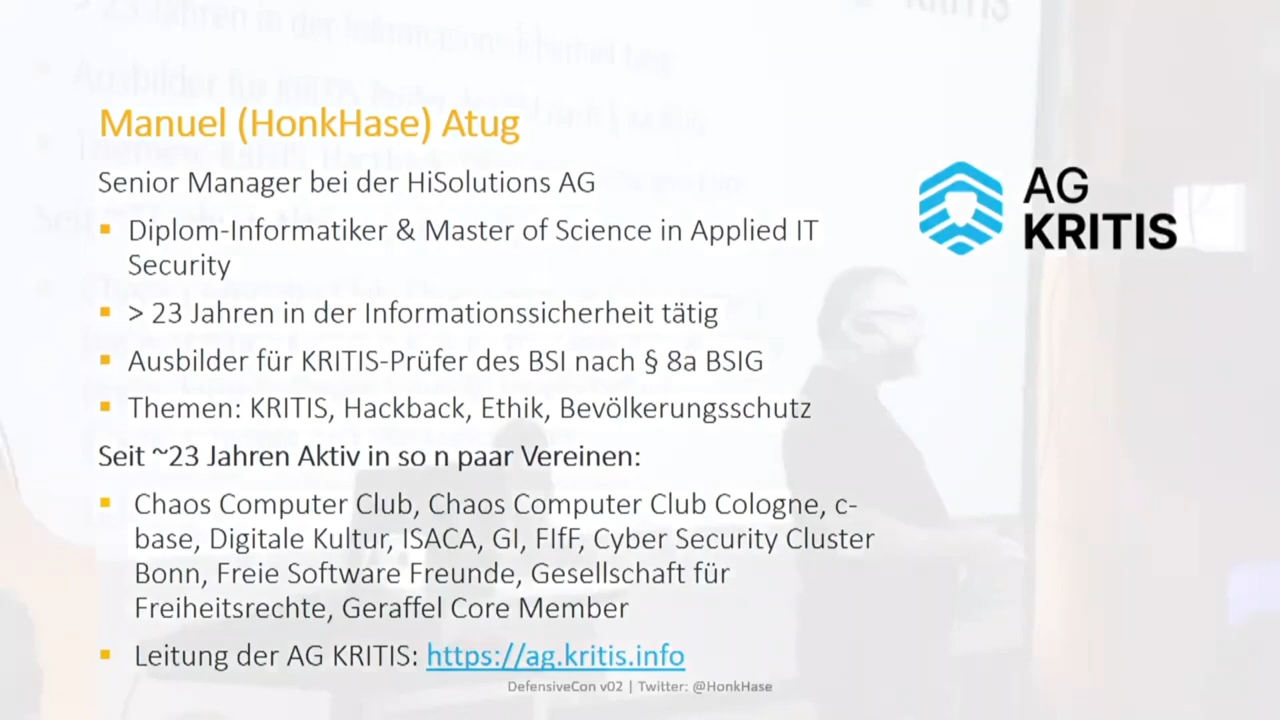 Manuel (HonkHase) Atug
Senior Manager bei der HiSolutions AG
▪ Diplom-Informatiker & Master of Science in Applied IT
Security
▪ > 23 Jahren in der Informationssicherheit tätig
▪ Ausbilder für KRITIS-Prüfer des BSI nach § 8a BSIG
▪ Themen: KRITIS, Hackback, Ethik, Bevölkerungsschutz
Seit ~23 Jahren Aktiv in so n paar Vereinen:
▪ Chaos Computer Club, Chaos Computer Club Cologne, c-
base, Digitale Kultur, ISACA, GI, FIfF, Cyber Security Cluster
Bonn, Freie Software Freunde, Gesellschaft für
Freiheitsrechte, Geraffel Core Member
▪ Leitung der AG KRITIS: https://ag.kritis.info
DefensiveCon v02 | Twitter: @HonkHase
AG
KRITIS